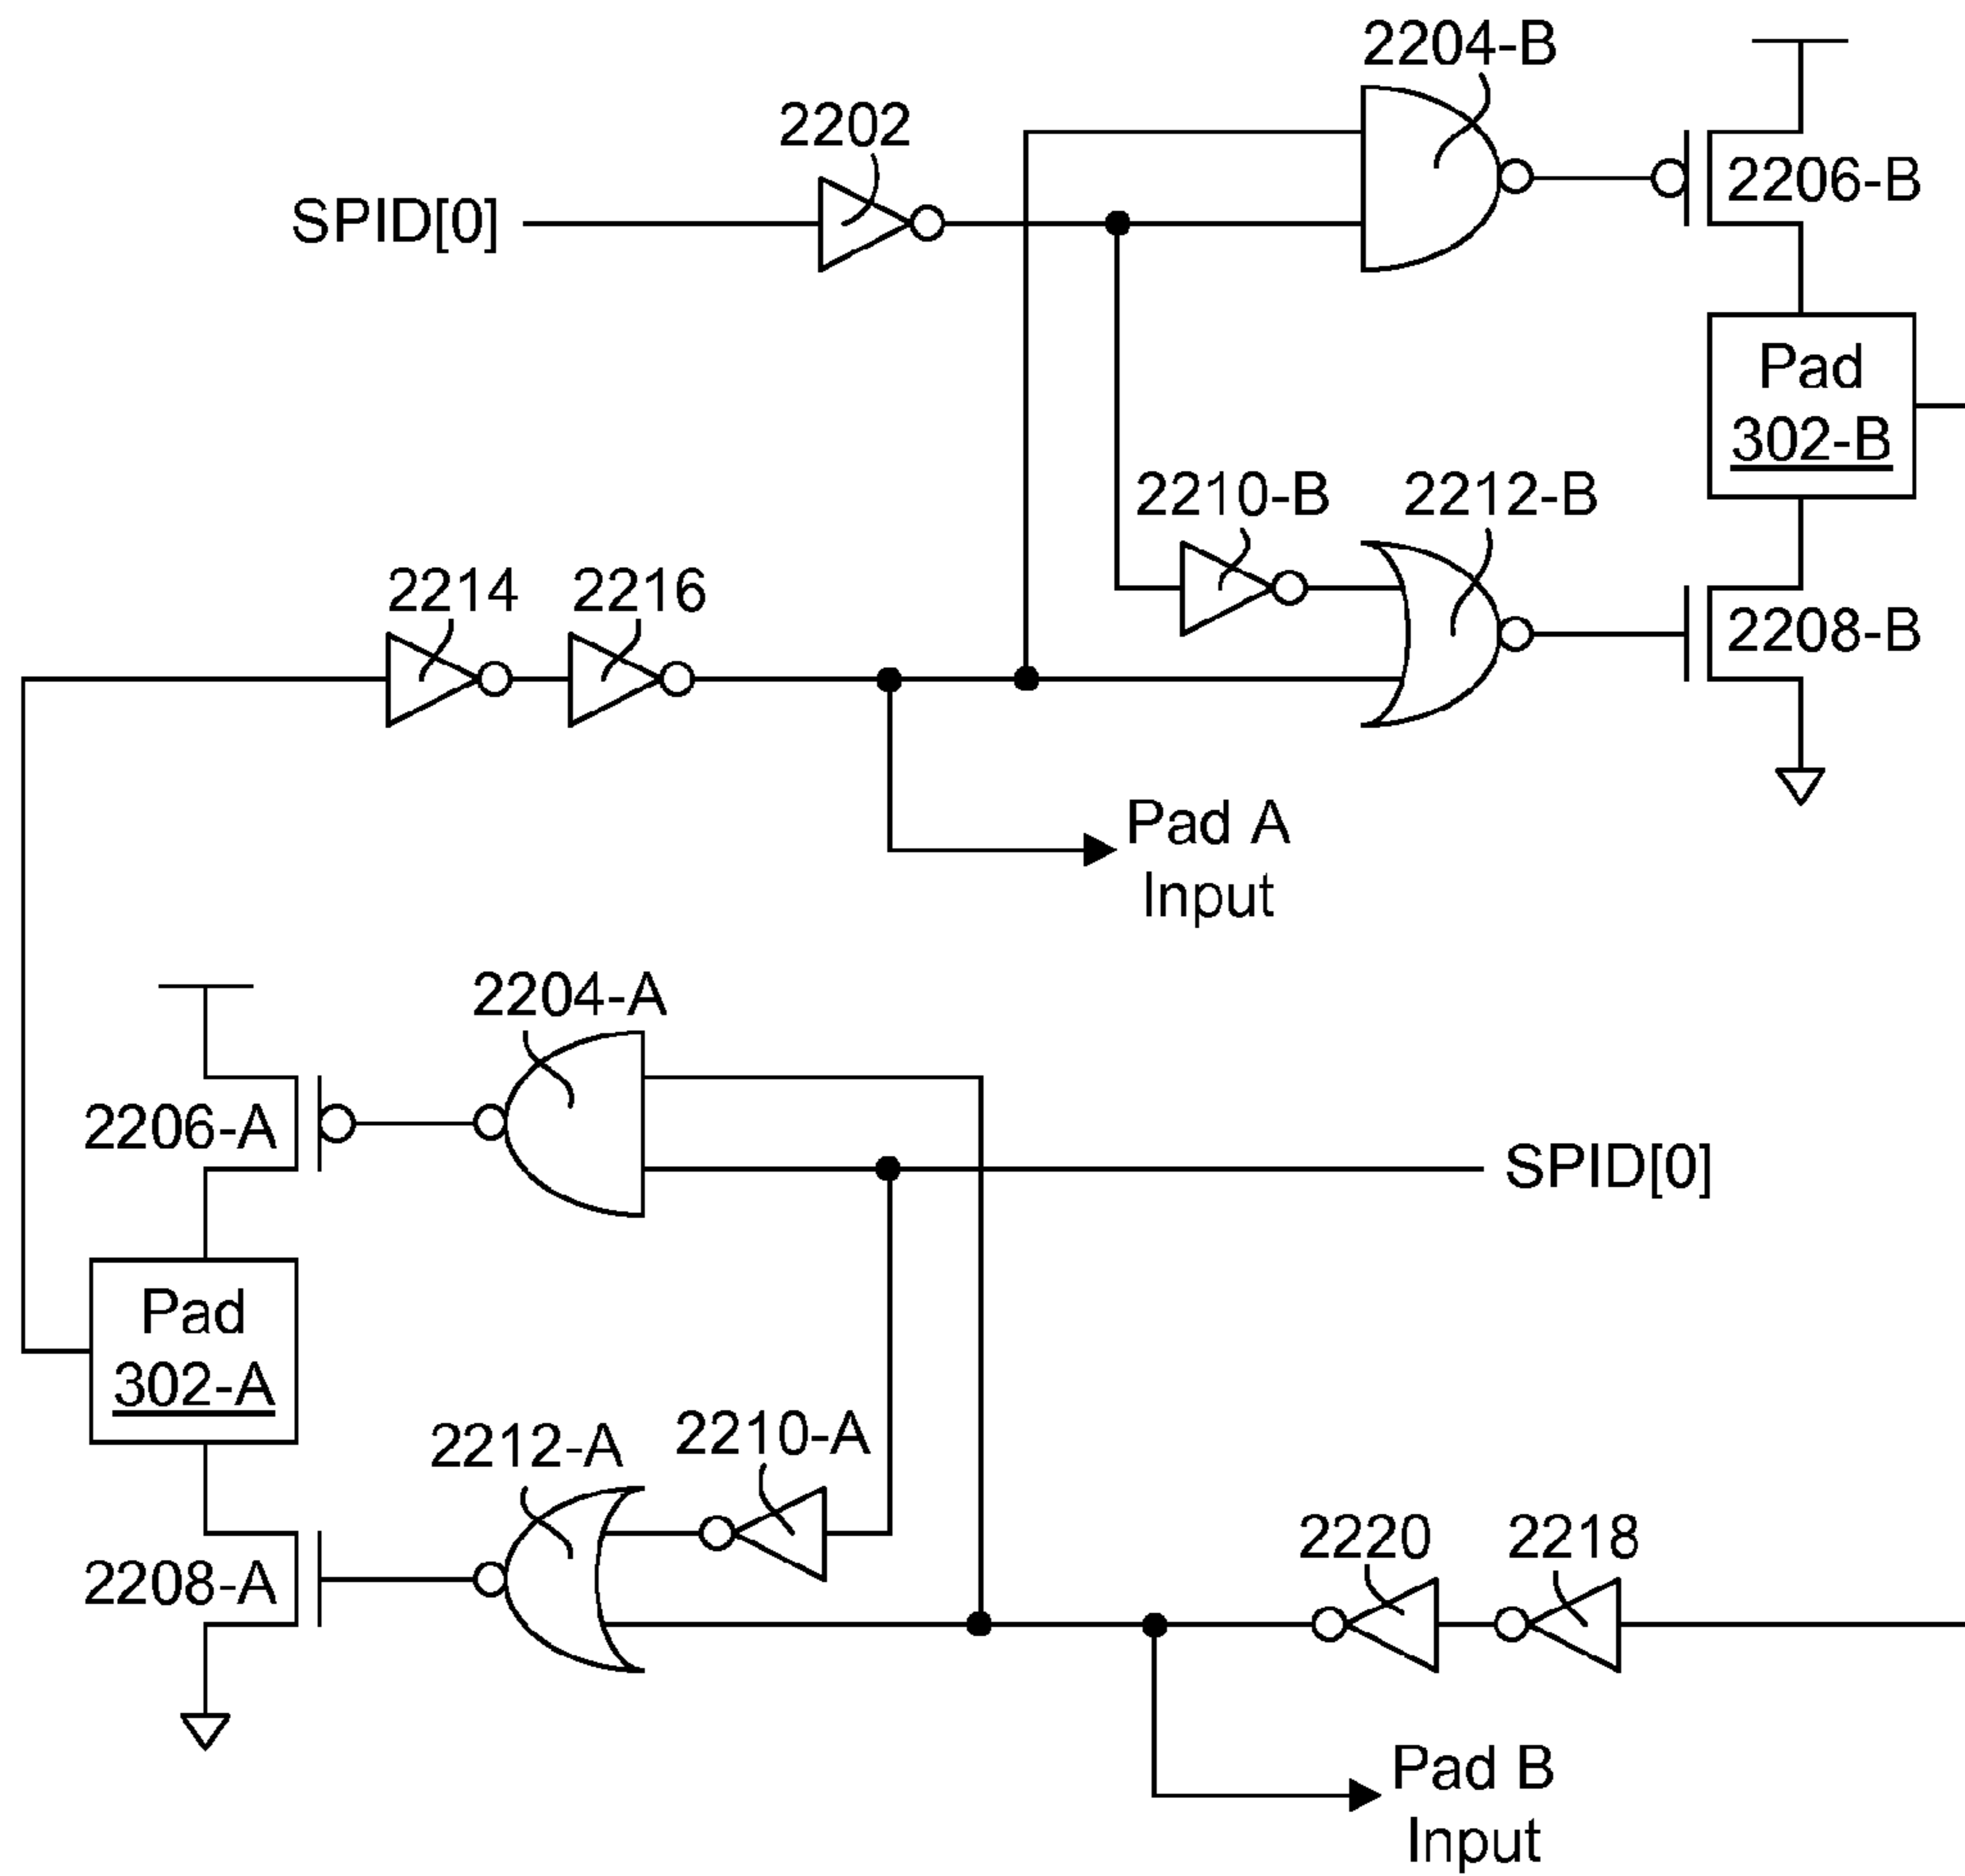 2204-B
2202
SPID[0]
2206-B
Pad
302-B
2210-B
2212-B
2214
2216
2208-B
Pad A
Input
2204-A
2206-A
SPID[0]
Pad
302-A
2212-A
2210-A
2220
2218
2208-A
Pad B
Input